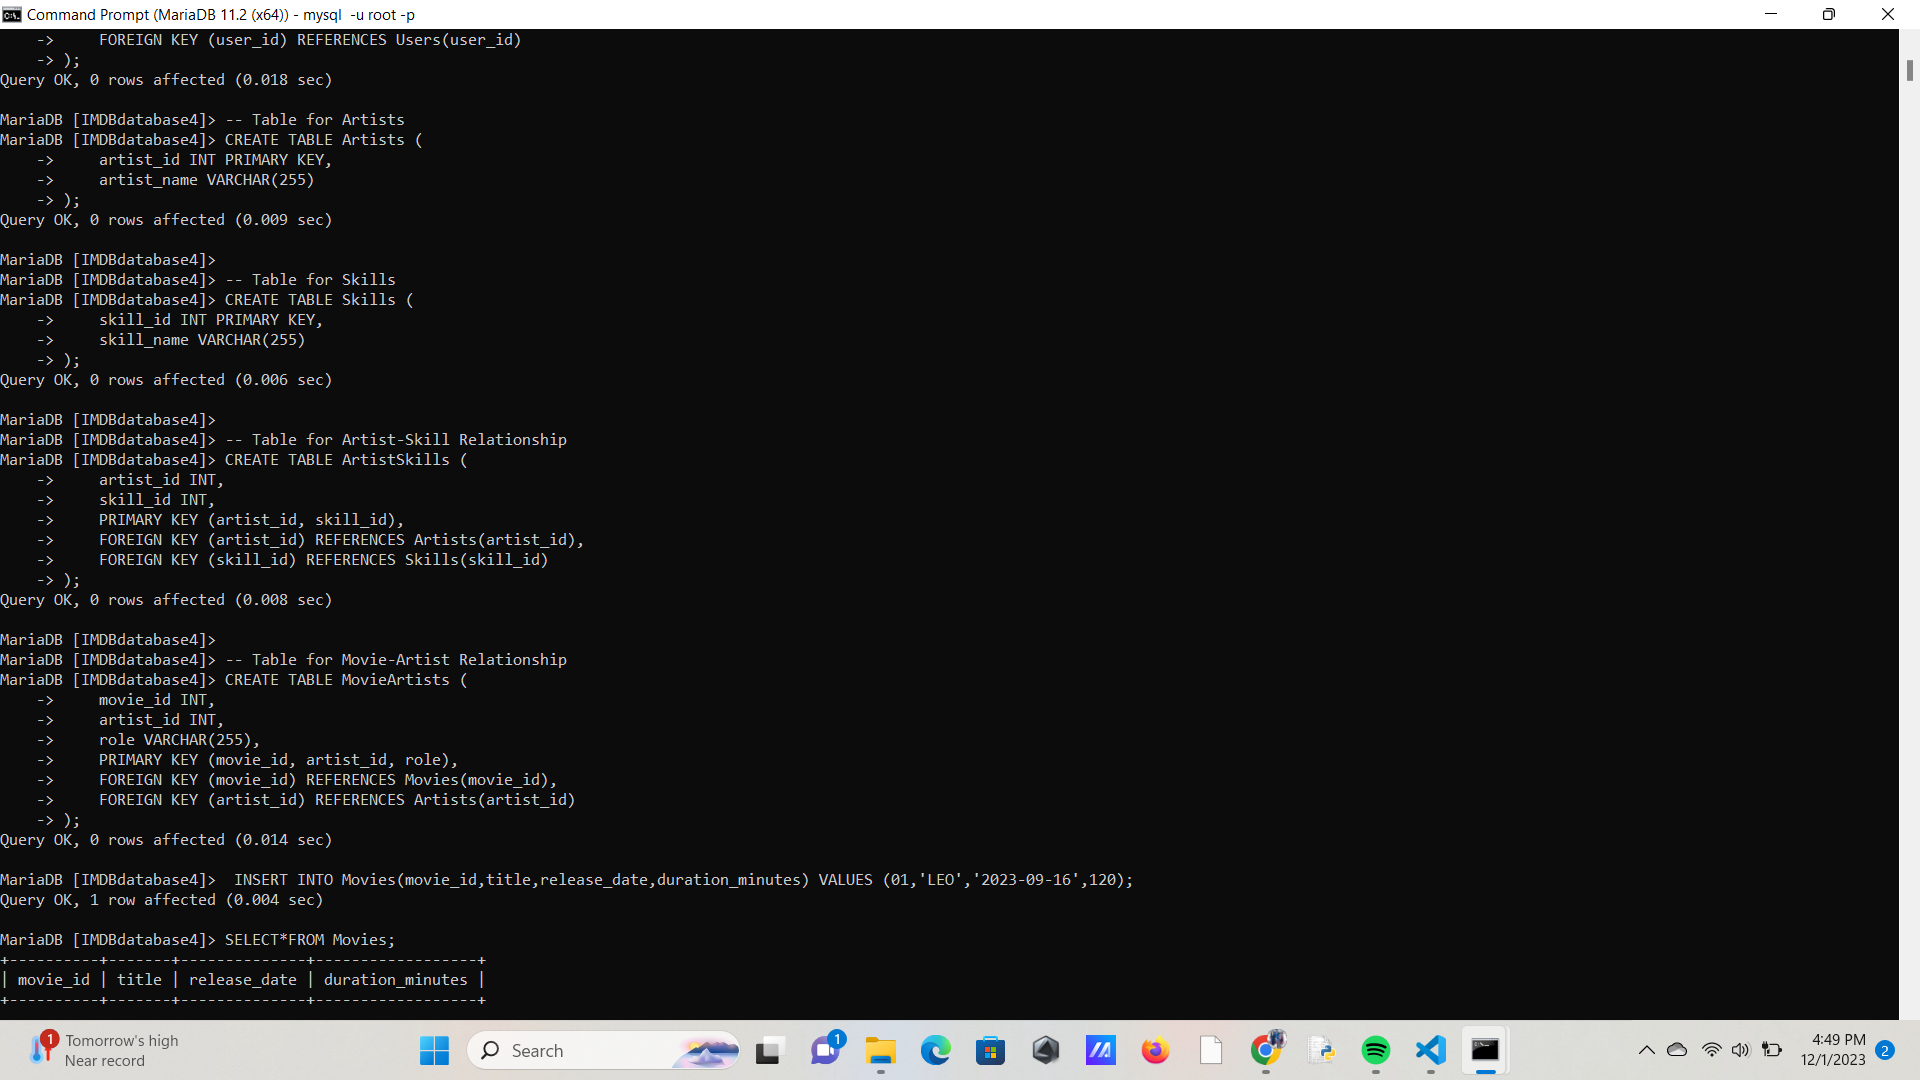 Command Prompt (MariaDB 11.2 (x64)) - mysql  -u root -p
    ->     FOREIGN KEY (user_id) REFERENCES Users(user_id)
    -> );
Query OK, 0 rows affected (0.018 sec)

MariaDB [IMDBdatabase4]> -- Table for Artists
MariaDB [IMDBdatabase4]> CREATE TABLE Artists (
    ->     artist_id INT PRIMARY KEY,
    ->     artist_name VARCHAR(255)
    -> );
Query OK, 0 rows affected (0.009 sec)

MariaDB [IMDBdatabase4]>
MariaDB [IMDBdatabase4]> -- Table for Skills
MariaDB [IMDBdatabase4]> CREATE TABLE Skills (
    ->     skill_id INT PRIMARY KEY,
    ->     skill_name VARCHAR(255)
    -> );
Query OK, 0 rows affected (0.006 sec)

MariaDB [IMDBdatabase4]>
MariaDB [IMDBdatabase4]> -- Table for Artist-Skill Relationship
MariaDB [IMDBdatabase4]> CREATE TABLE ArtistSkills (
    ->     artist_id INT,
    ->     skill_id INT,
    ->     PRIMARY KEY (artist_id, skill_id),
    ->     FOREIGN KEY (artist_id) REFERENCES Artists(artist_id),
    ->     FOREIGN KEY (skill_id) REFERENCES Skills(skill_id)
    -> );
Query OK, 0 rows affected (0.008 sec)

MariaDB [IMDBdatabase4]>
MariaDB [IMDBdatabase4]> -- Table for Movie-Artist Relationship
MariaDB [IMDBdatabase4]> CREATE TABLE MovieArtists (
    ->     movie_id INT,
    ->     artist_id INT,
    ->     role VARCHAR(255),
    ->     PRIMARY KEY (movie_id, artist_id, role),
    ->     FOREIGN KEY (movie_id) REFERENCES Movies(movie_id),
    ->     FOREIGN KEY (artist_id) REFERENCES Artists(artist_id)
    -> );
Query OK, 0 rows affected (0.014 sec)

MariaDB [IMDBdatabase4]>  INSERT INTO Movies(movie_id,title,release_date,duration_minutes) VALUES (01,'LEO','2023-09-16',120);
Query OK, 1 row affected (0.004 sec)

MariaDB [IMDBdatabase4]> SELECT*FROM Movies;
+----------+-------+--------------+------------------+
| movie_id | title | release_date | duration_minutes |
+----------+-------+--------------+------------------+
1
Tomorrow's high
Near record
Search
1
4:49 PM
12/1/2023
2